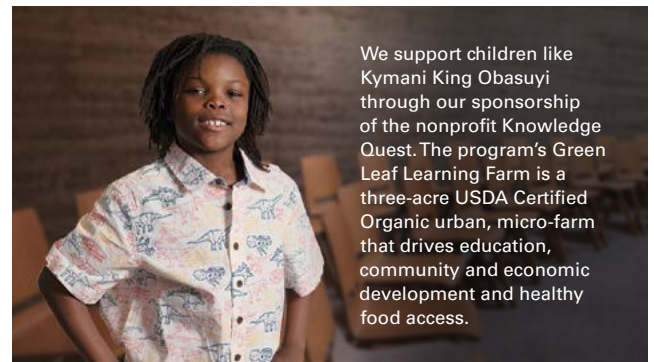 We support children like
Kymani King Obasuyi
through our sponsorship
of the nonprofit Knowledge
Quest. The program's Green
Leaf Learning Farm is a
three-acre USDA Certified
Organic urban, micro-farm
that drives education,
community and economic
development and healthy
food access.